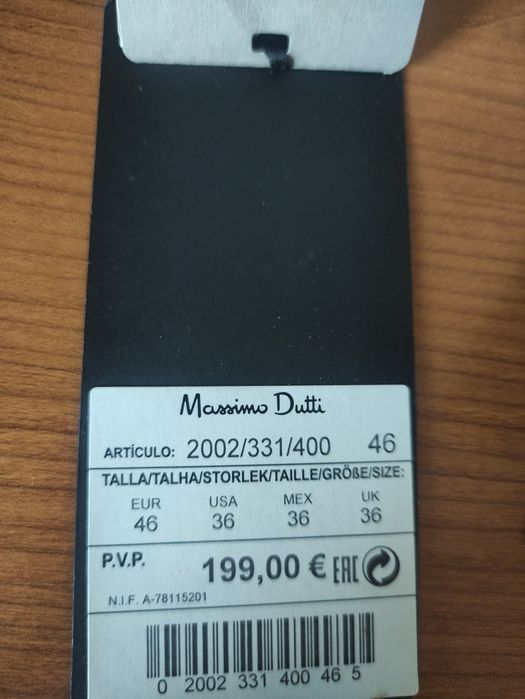 Massimo Dutti
ARTÍCULO: 2002/331/400 46
TALLA/TALHA/STORLEK/TAILLE/GRÖßE/SIZE:
EUR USA MEX UK
46 36 36 36
P.V.P. 199,00 € EAC
N.I.F. A-78115201
0 2002 331 400 46 5